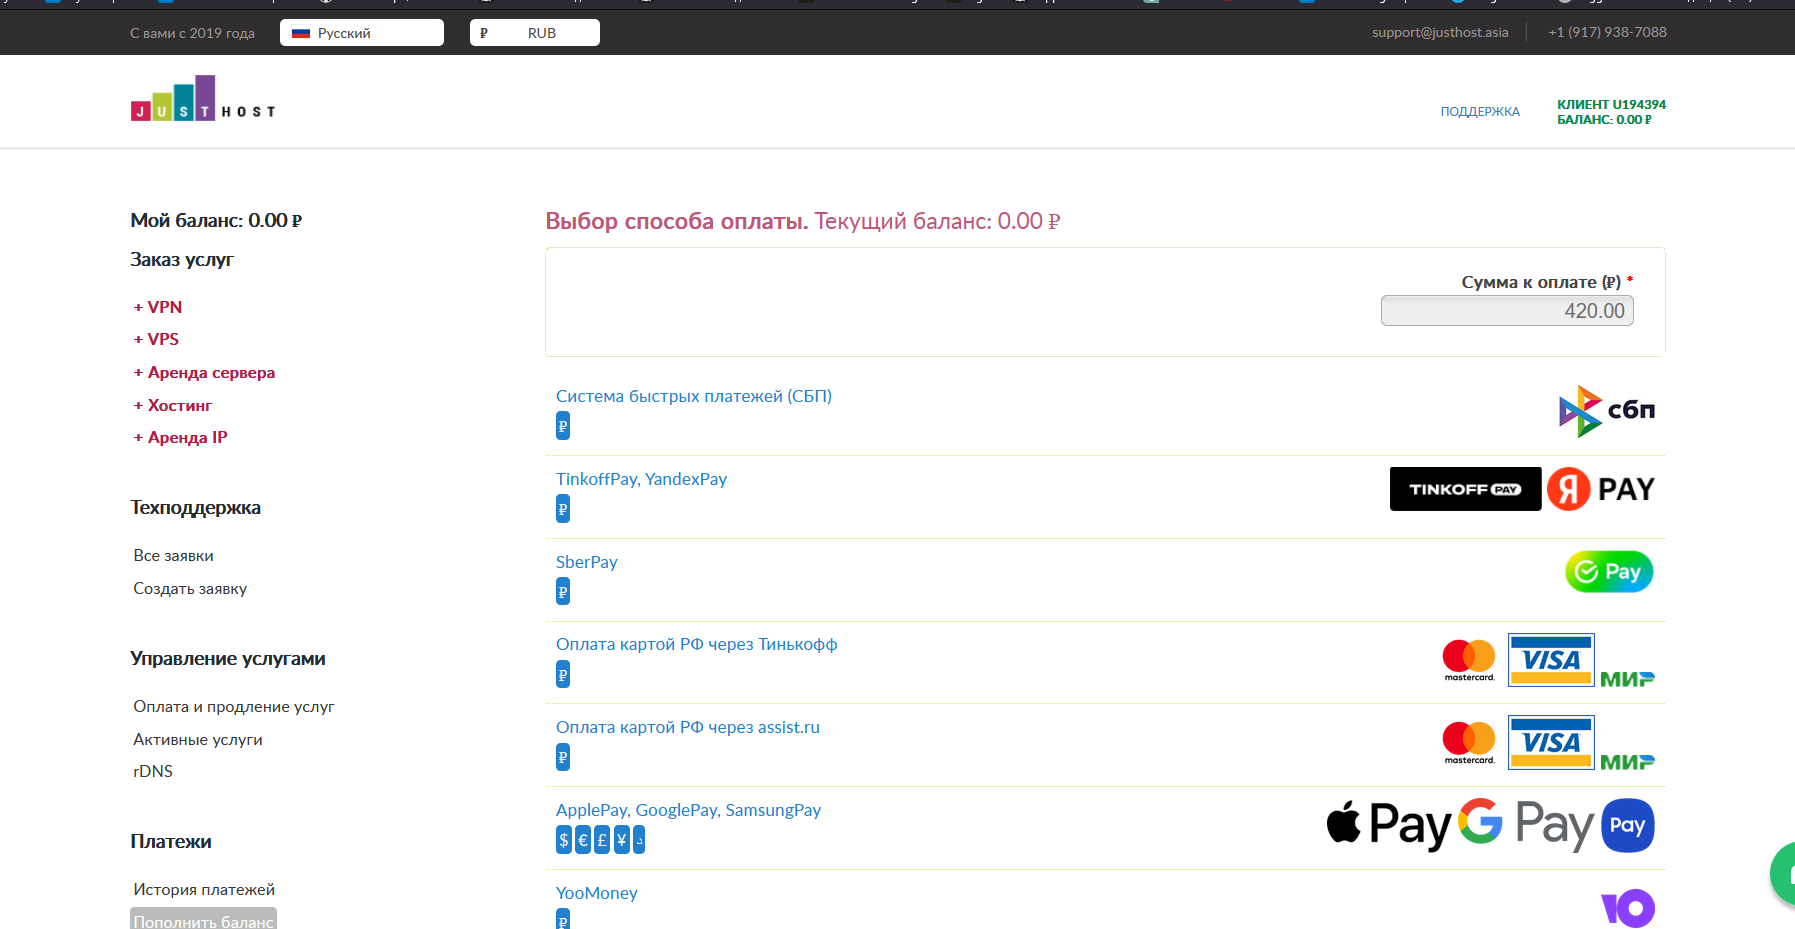 С вами с 2019 года
Русский
₽ RUB
support@justhost.asia
+1 (917) 938-7088
JUSTHOST
ПОДДЕРЖКА
КЛИЕНТ U194394
БАЛАНС: 0.00 ₽
Мой баланс: 0.00 ₽
Заказ услуг
+ VPN
+ VPS
+ Аренда сервера
+ Хостинг
+ Аренда IP
Техподдержка
Все заявки
Создать заявку
Управление услугами
Оплата и продление услуг
Активные услуги
rDNS
Платежи
История платежей
Пополнить баланс
Выбор способа оплаты. Текущий баланс: 0.00 ₽
Сумма к оплате (₽) *
420.00
Система быстрых платежей (СБП)
₽
сбп
TinkoffPay, YandexPay
₽
TINKOFF PAY
Я PAY
SberPay
₽
Pay
Оплата картой РФ через Тинькофф
₽
mastercard.
VISA
МИР
Оплата картой РФ через assist.ru
₽
mastercard.
VISA
МИР
ApplePay, GooglePay, SamsungPay
$ € £ ¥ د
Pay
G Pay
Pay
YooMoney
₽
Ю